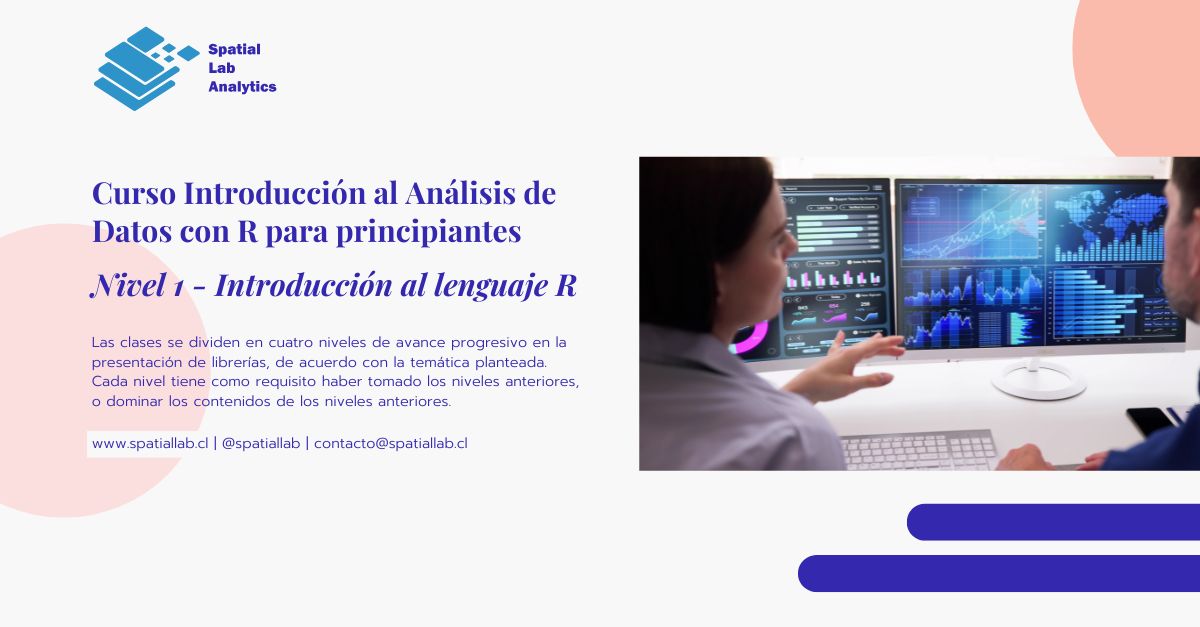 Spatial
Lab
Analytics
Curso Introducción al Análisis de
Datos con R para principiantes
Nivel 1 - Introducción al lenguaje R
Las clases se dividen en cuatro niveles de avance progresivo en la
presentación de librerías, de acuerdo con la temática planteada.
Cada nivel tiene como requisito haber tomado los niveles anteriores,
o dominar los contenidos de los niveles anteriores.
www.spatiallab.cl | @spatiallab | contacto@spatiallab.cl